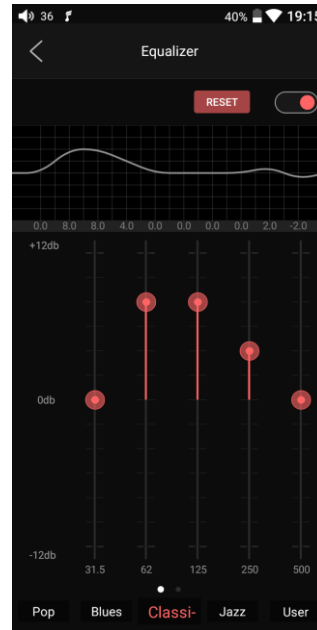 36 40% 19:15
Equalizer
RESET
0.0 8.0 8.0 4.0 0.0 0.0 0.0 0.0 2.0 -2.0
+12db
0db
-12db
31.5 62 125 250 500
Pop Blues Classi- Jazz User